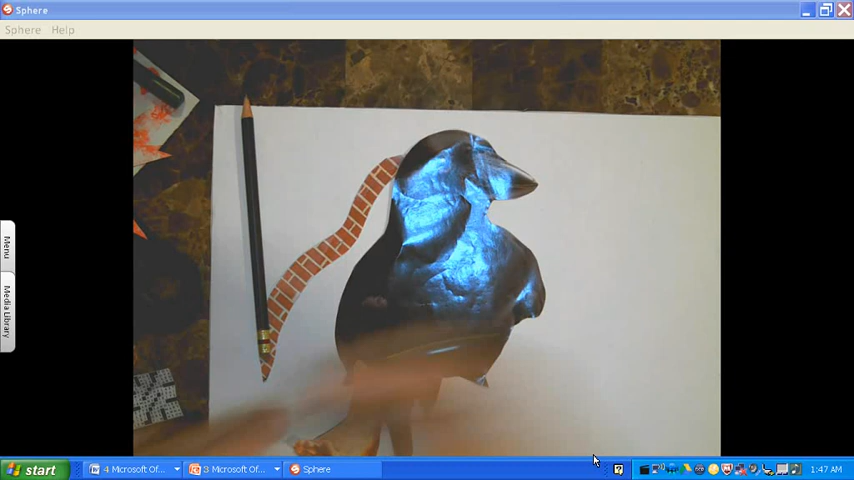 Sphere
Sphere Help
Menu
Media Library
start
4 Microsoft Of...
3 Microsoft Of...
Sphere
1:47 AM